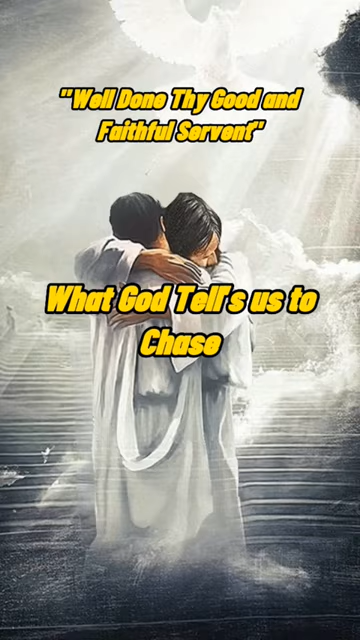 "Well Done Thy Good and
Faithful Servent"
What God Tell's us to
Chase